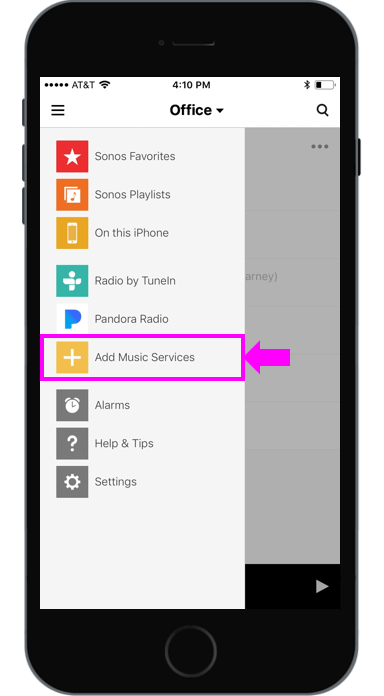 AT&T 4:10 PM
Office
Sonos Favorites
Sonos Playlists
On this iPhone
Radio by TuneIn
arney)
Pandora Radio
Add Music Services
Alarms
Help & Tips
Settings